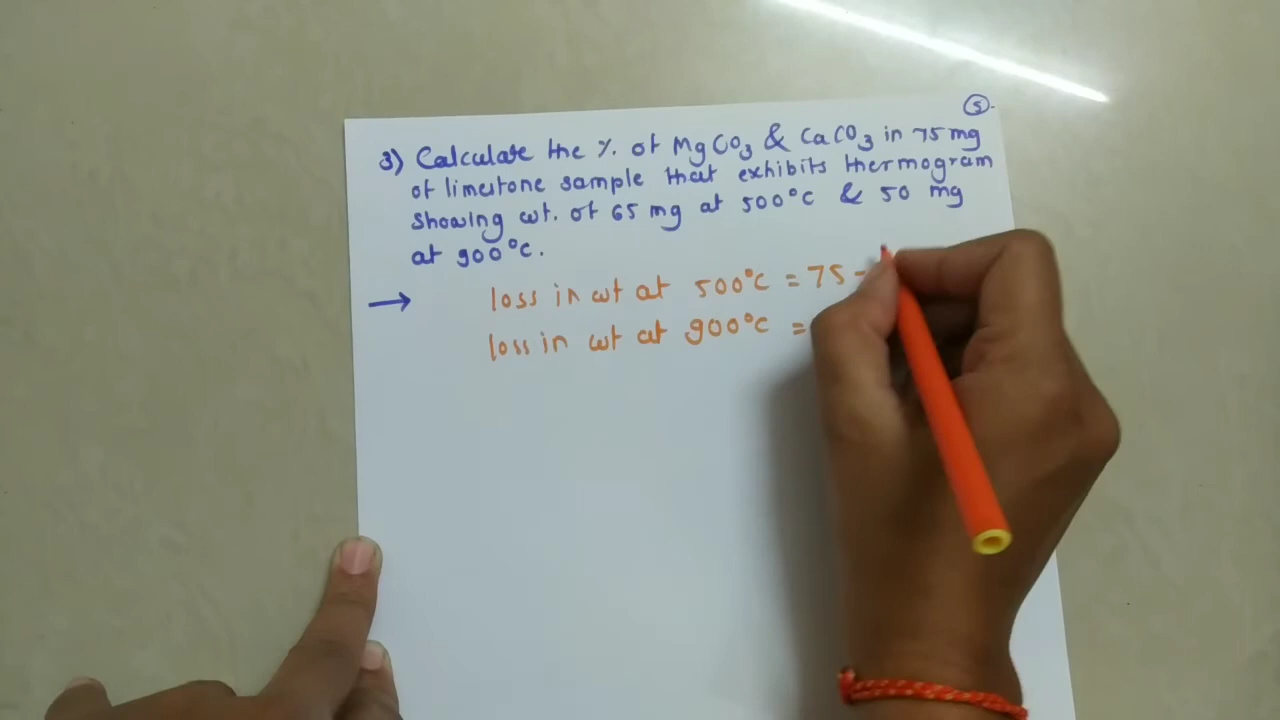 5
3) Calculate the %. of MgCO3 & CaCO3 in 75 mg
of limestone sample that exhibits thermogram
showing wt. of 65 mg at 500°C & 50 mg
at 900°C.
→ loss in wt at 500°C = 75 -
loss in wt at 900°C =